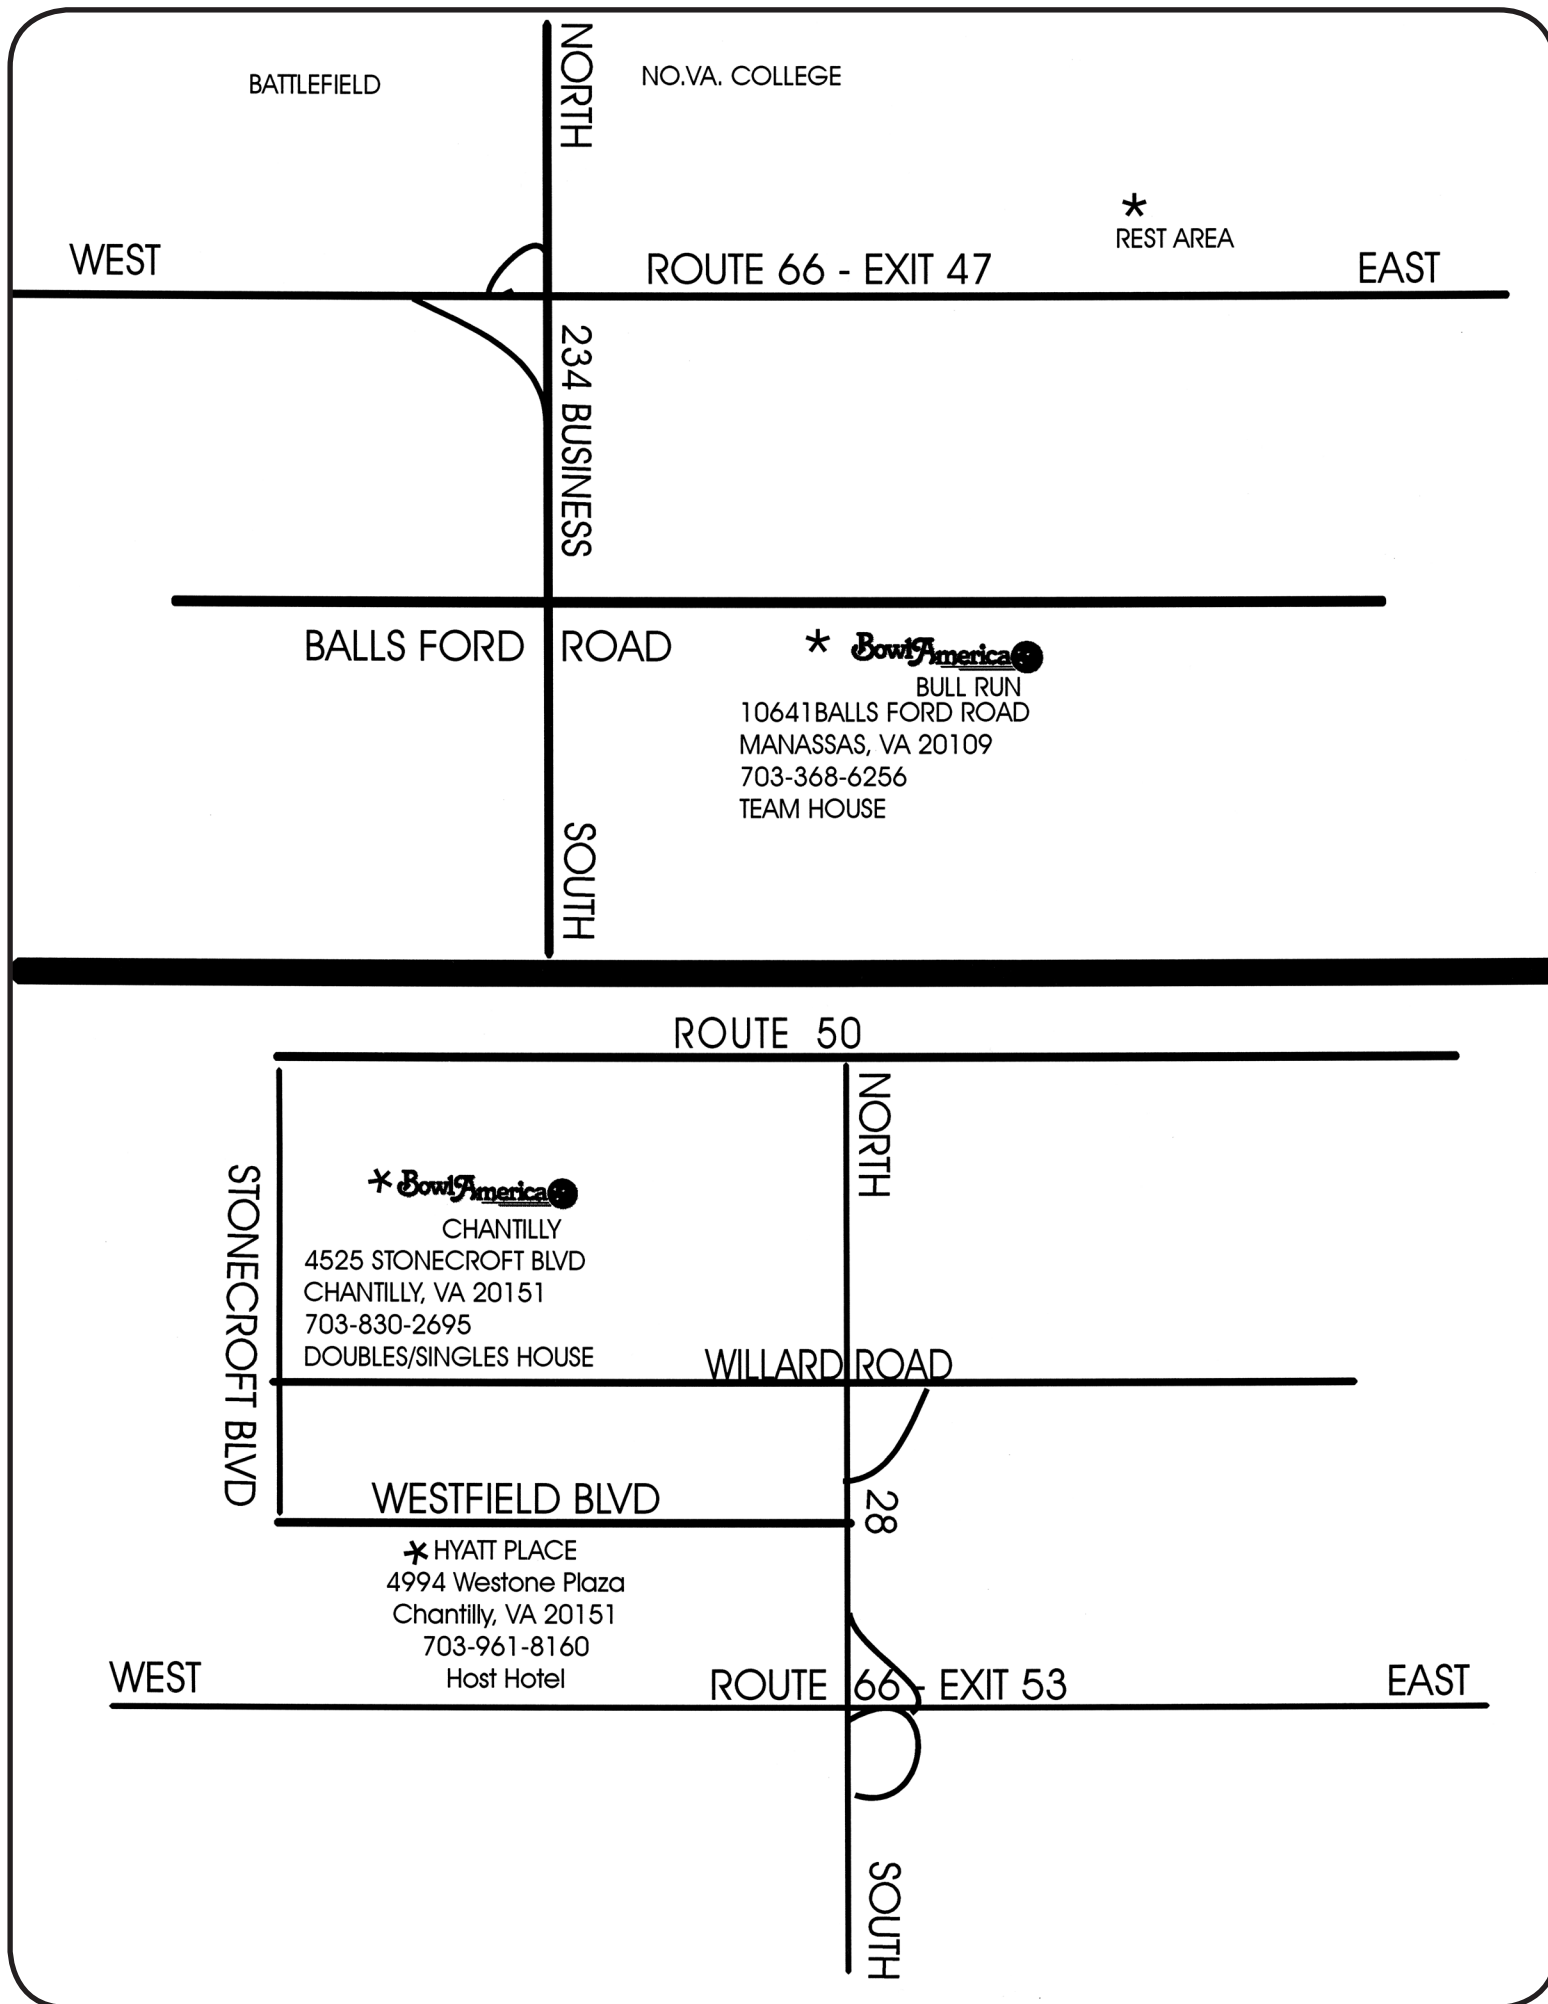 BATTLEFIELD
NORTH
NO.VA. COLLEGE
*
REST AREA
WEST
ROUTE 66 - EXIT 47
EAST
234 BUSINESS
BALLS FORD ROAD
* BowlAmerica
BULL RUN
10641BALLS FORD ROAD
MANASSAS, VA 20109
703-368-6256
TEAM HOUSE
SOUTH
ROUTE 50
NORTH
STONECROFT BLVD
* BowlAmerica
CHANTILLY
4525 STONECROFT BLVD
CHANTILLY, VA 20151
703-830-2695
DOUBLES/SINGLES HOUSE
WILLARD ROAD
WESTFIELD BLVD
28
* HYATT PLACE
4994 Westone Plaza
Chantilly, VA 20151
703-961-8160
Host Hotel
WEST
ROUTE 66 - EXIT 53
EAST
SOUTH